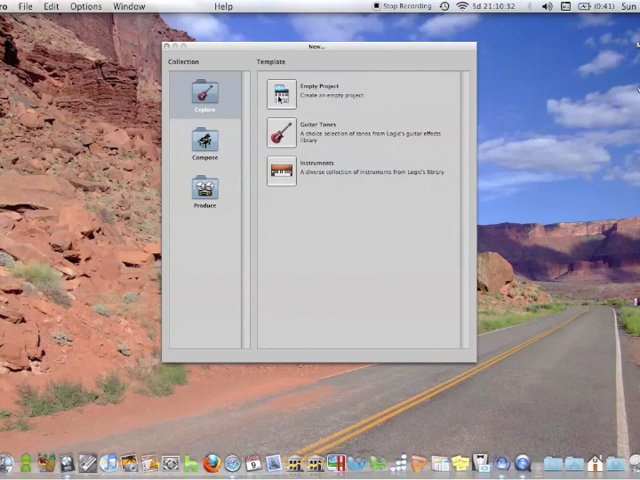 ro File Edit Options Window Help Stop Recording Sd 21:10:32 (0:41) Sun
New...
Collection Template
Explore
Compose
Produce
Empty Project
Create an empty project
Guitar Tones
A choice selection of tones from Logic's guitar effects
library
Instruments
A diverse collection of instruments from Logic's library